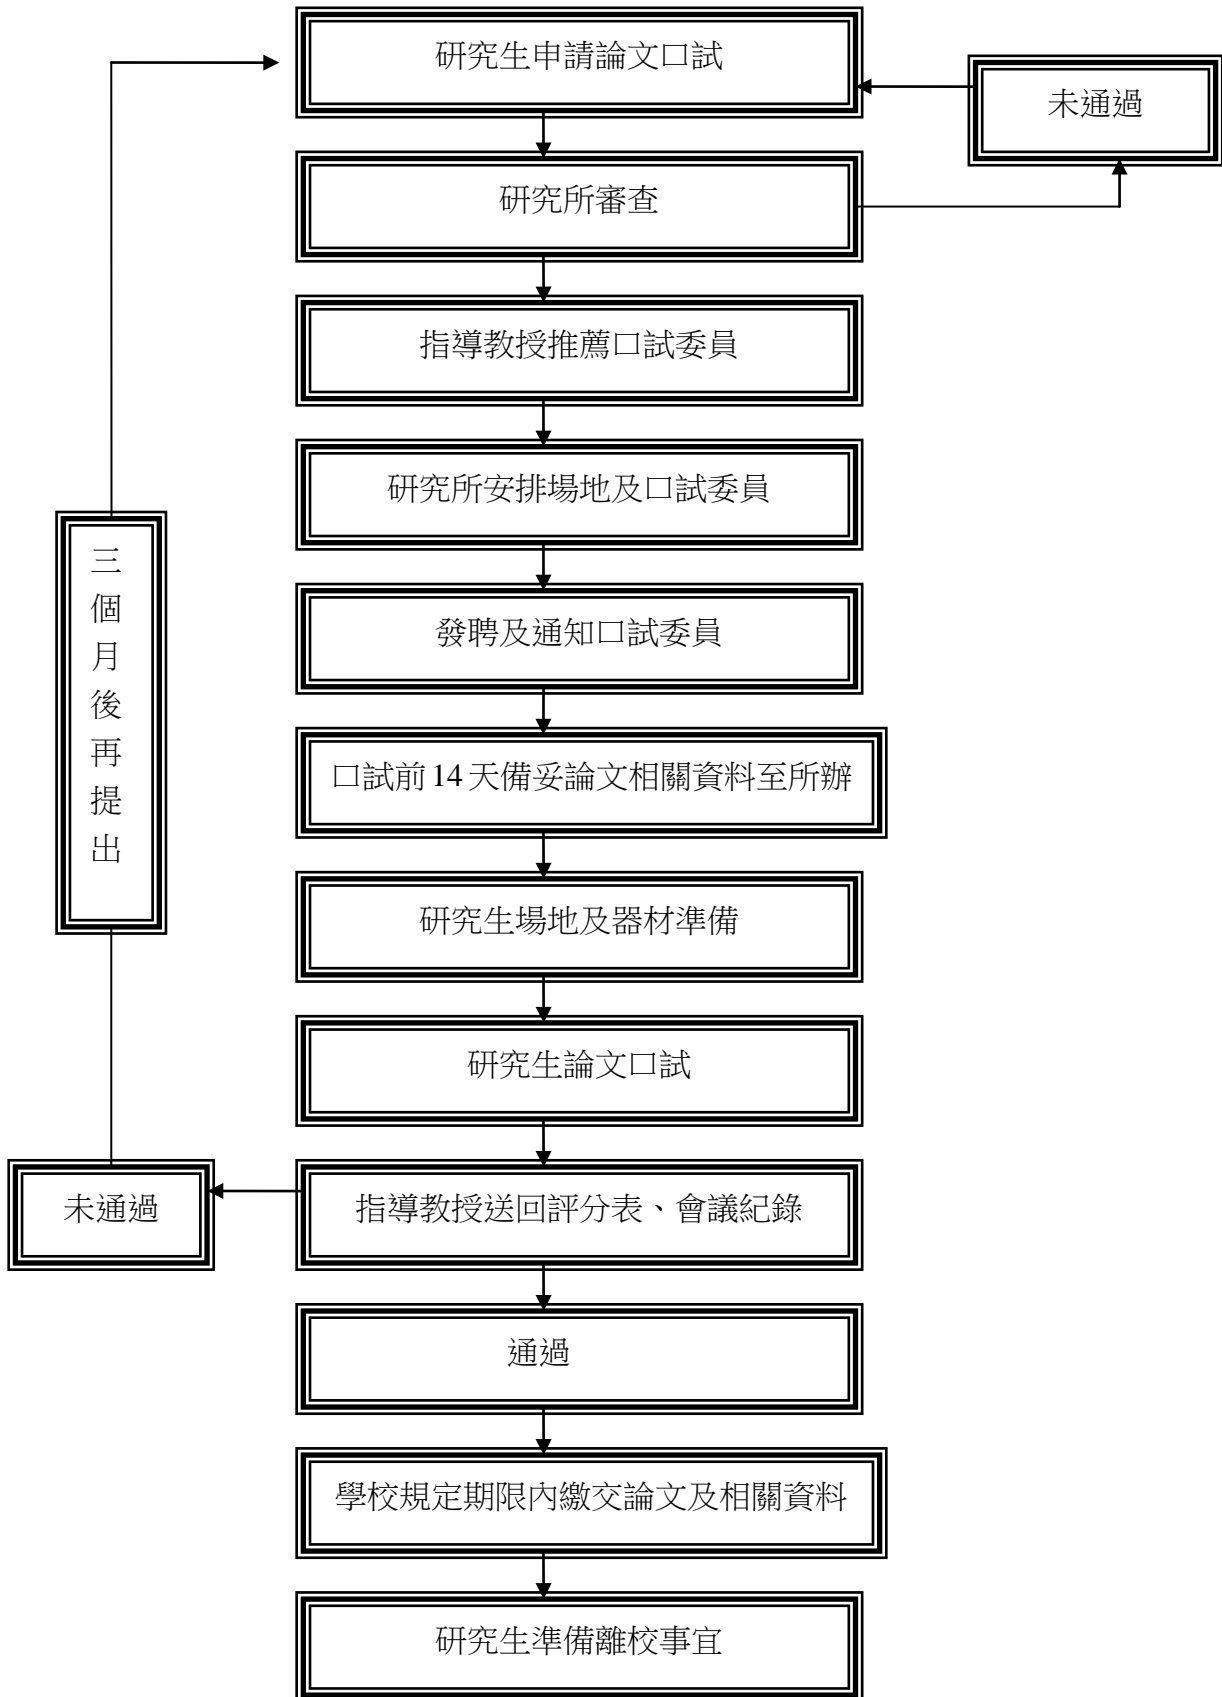 研究生申請論文口試
未通過
研究所審查
指導教授推薦口試委員
研究所安排場地及口試委員
發聘及通知口試委員
口試前 14 天備妥論文相關資料至所辦
研究生場地及器材準備
研究生論文口試
指導教授送回評分表、會議紀錄
未通過
三個月後再提出
通過
學校規定期限內繳交論文及相關資料
研究生準備離校事宜